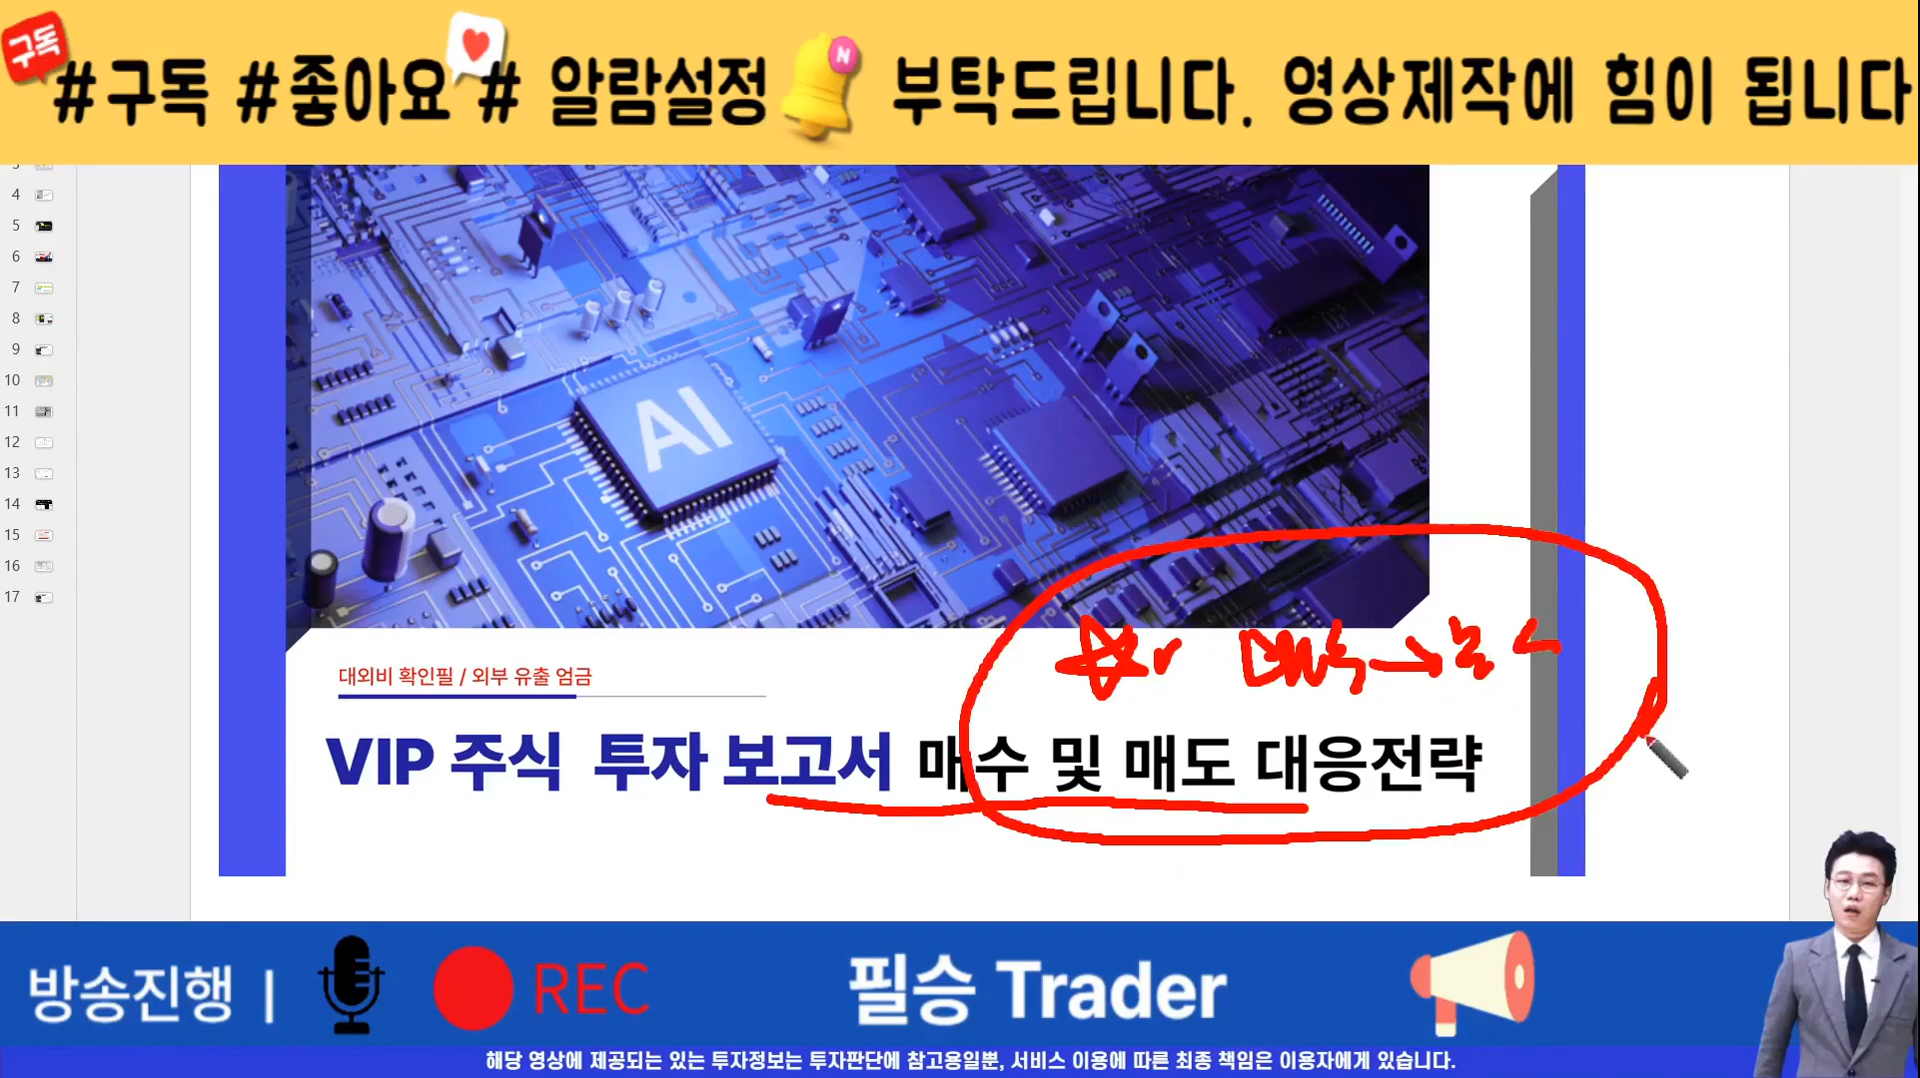 구독
#구독 #좋아요 # 알람설정 N 부탁드립니다. 영상제작에 힘이 됩니다
4
5
6
7
8
9
10
11
12
13
14
15
16
17
AI
대외비 확인필 / 외부 유출 엄금
VIP 주식 투자 보고서 매수 및 매도 대응전략
방송진행 | REC 필승 Trader
해당 영상에 제공되는 있는 투자정보는 투자판단에 참고용일뿐, 서비스 이용에 따른 최종 책임은 이용자에게 있습니다.